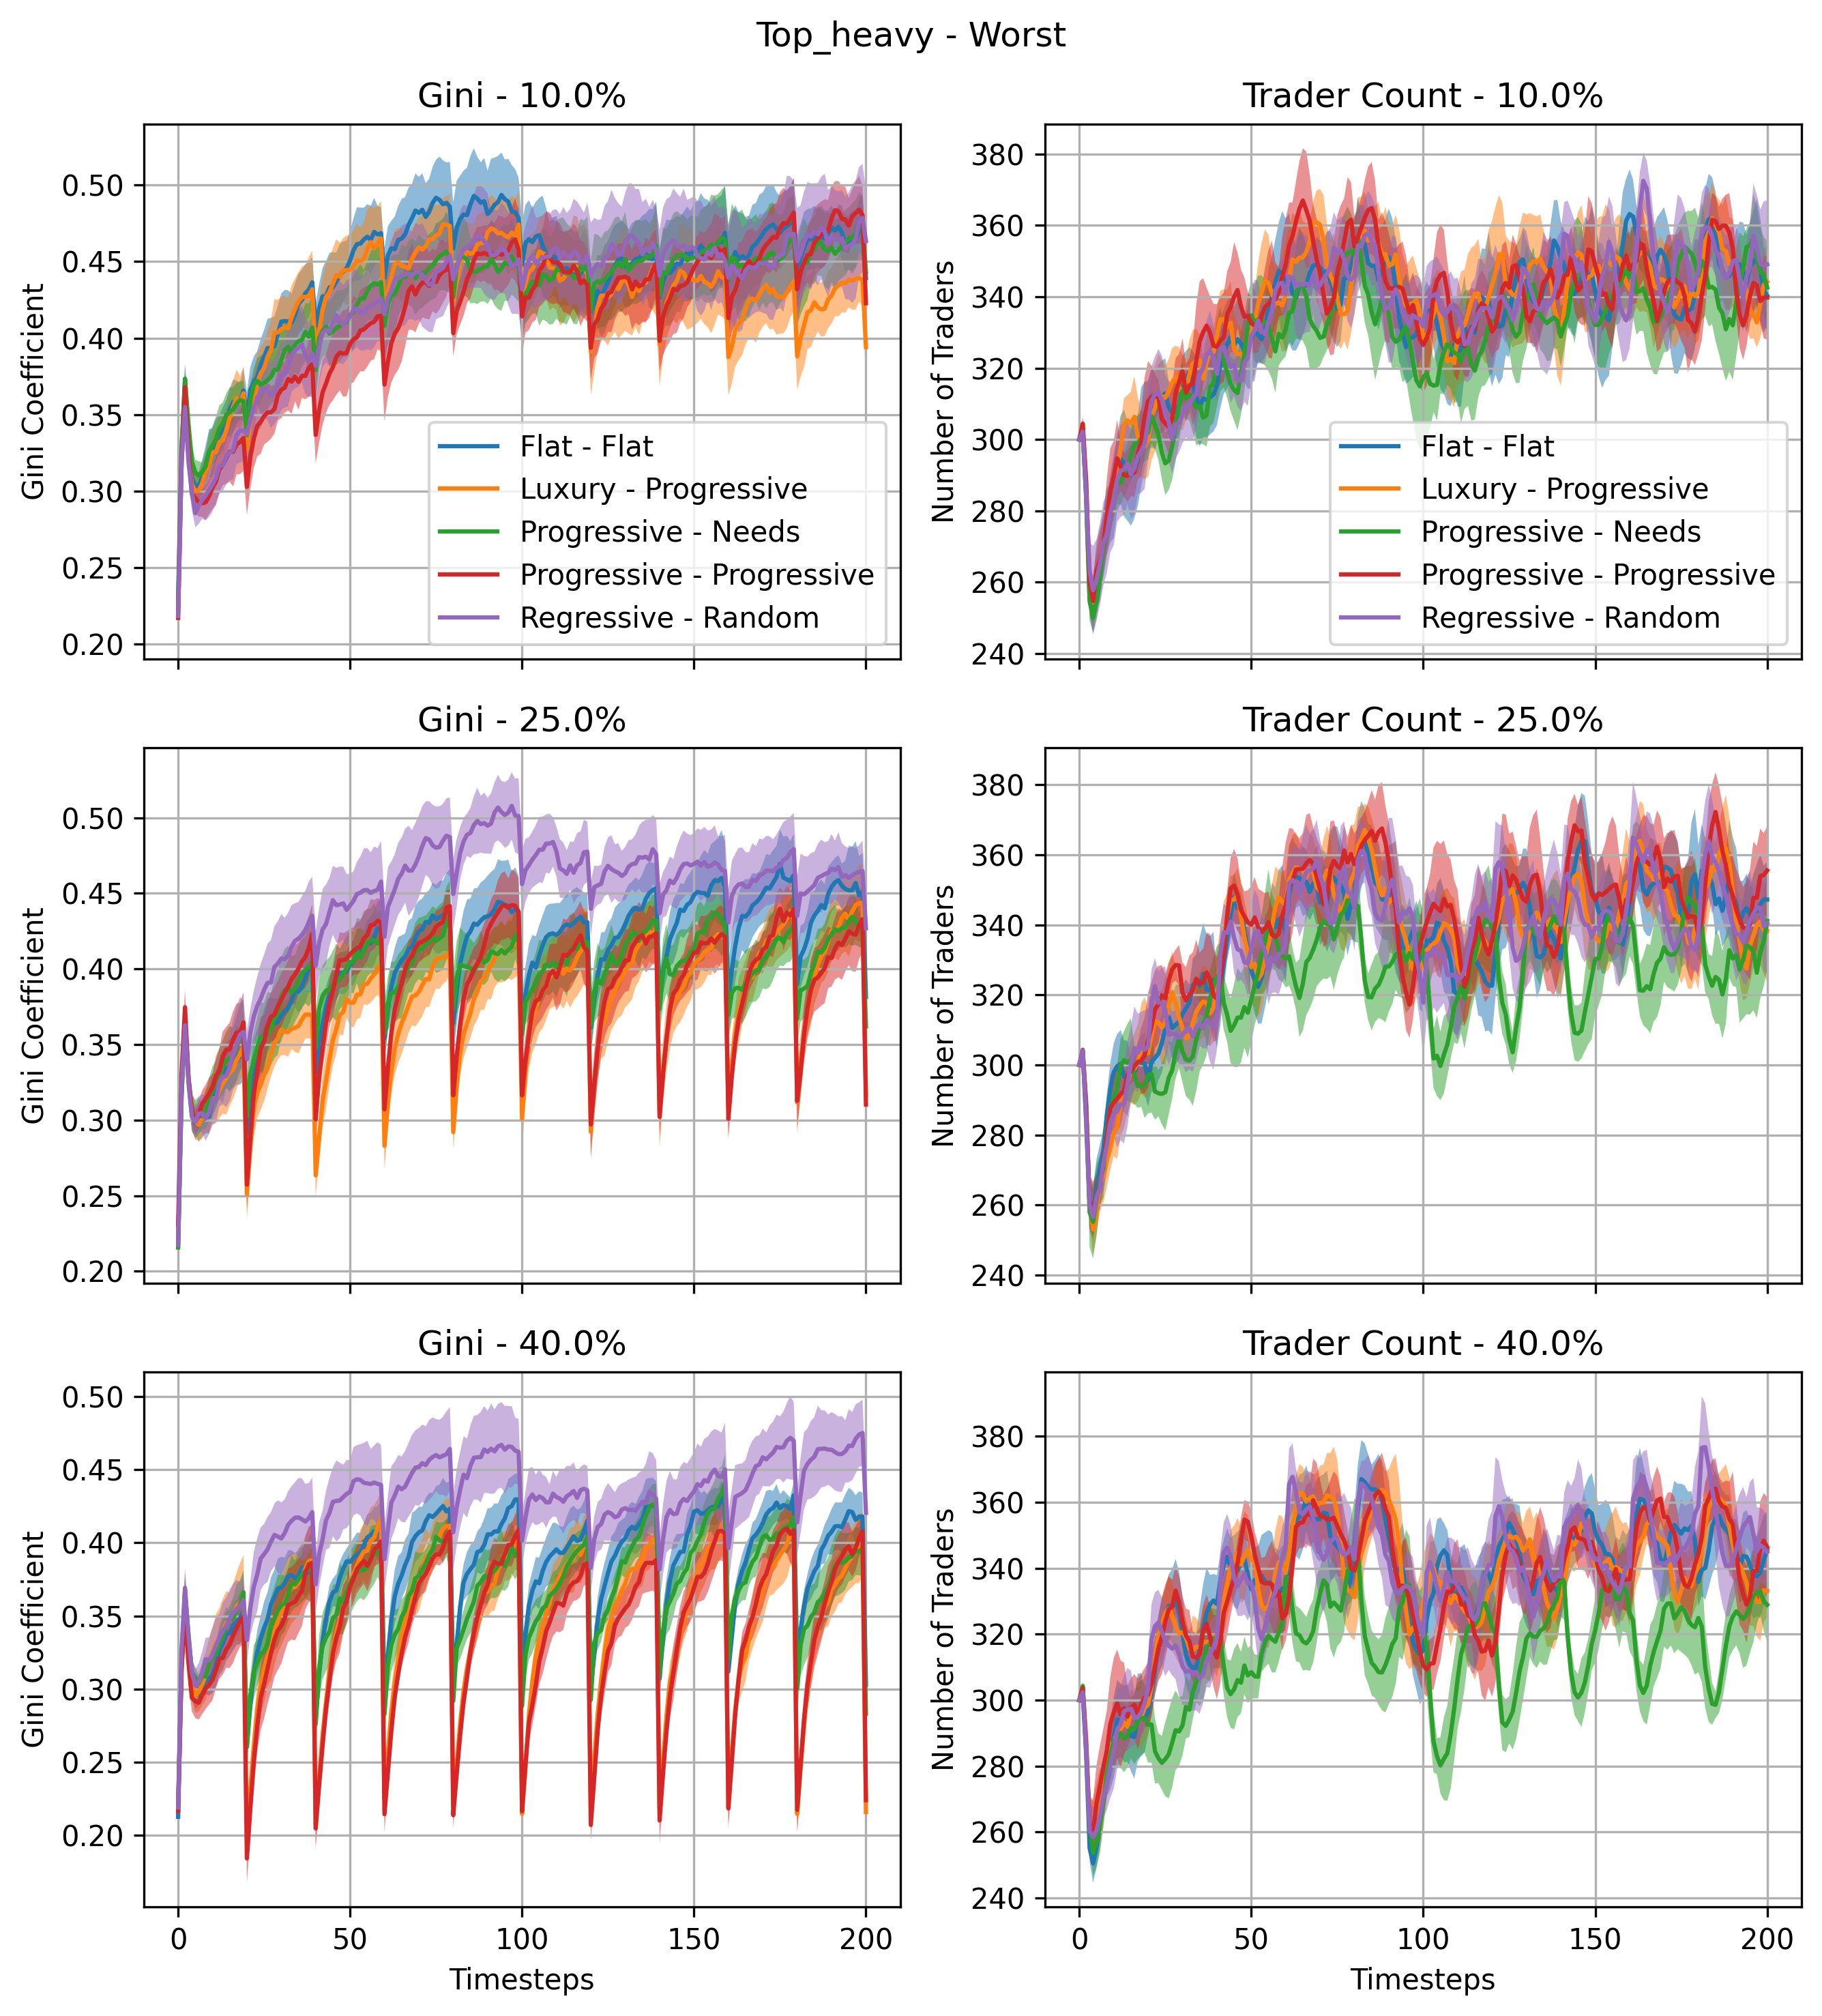 Top_heavy - Worst
Gini - 10.0%
Gini Coefficient
0.50
0.45
0.40
0.35
0.30
0.25
0.20
Flat - Flat
Luxury - Progressive
Progressive - Needs
Progressive - Progressive
Regressive - Random
Trader Count - 10.0%
Number of Traders
380
360
340
320
300
280
260
240
Flat - Flat
Luxury - Progressive
Progressive - Needs
Progressive - Progressive
Regressive - Random
Gini - 25.0%
Gini Coefficient
0.50
0.45
0.40
0.35
0.30
0.25
0.20
Trader Count - 25.0%
Number of Traders
380
360
340
320
300
280
260
240
Gini - 40.0%
Gini Coefficient
0.50
0.45
0.40
0.35
0.30
0.25
0.20
0 50 100 150 200
Timesteps
Trader Count - 40.0%
Number of Traders
380
360
340
320
300
280
260
240
0 50 100 150 200
Timesteps